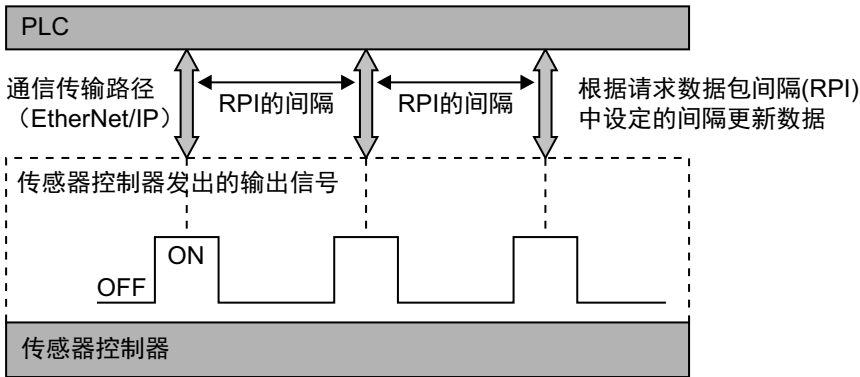 PLC
通信传输路径
（EtherNet/IP）
RPI的间隔
RPI的间隔
根据请求数据包间隔(RPI)
中设定的间隔更新数据
传感器控制器发出的输出信号
ON
OFF
传感器控制器